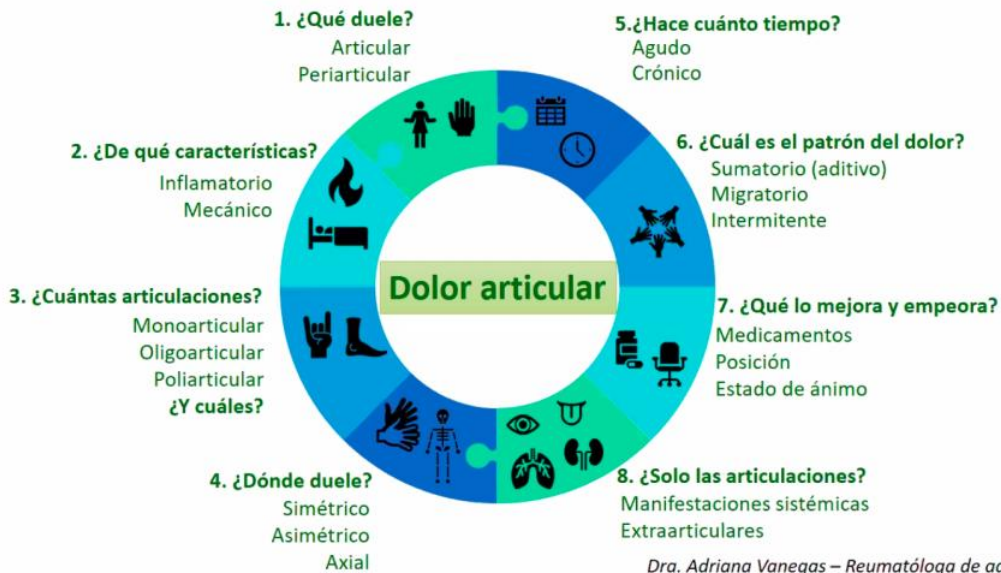 1. ¿Qué duele?
Articular
Periarticular
2. ¿De qué características?
Inflamatorio
Mecánico
3. ¿Cuántas articulaciones?
Monoarticular
Oligoarticular
Poliarticular
¿Y cuáles?
4. ¿Dónde duele?
Simétrico
Asimétrico
Axial
Dolor articular
5.¿Hace cuánto tiempo?
Agudo
Crónico
6. ¿Cuál es el patrón del dolor?
Sumatorio (aditivo)
Migratorio
Intermitente
7. ¿Qué lo mejora y empeora?
Medicamentos
Posición
Estado de ánimo
8. ¿Solo las articulaciones?
Manifestaciones sistémicas
Extraarticulares
Dra. Adriana Vanegas – Reumatóloga de